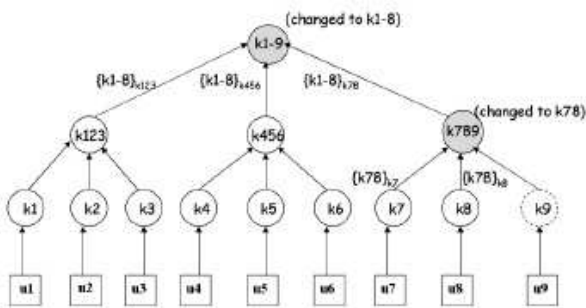 (changed to k1-8)
k1-9
{k1-8}k123 {k1-8}k456 {k1-8}k78
(changed to k78)
k123 k456 k789
{k78}k7 {k78}k8
k1 k2 k3 k4 k5 k6 k7 k8 k9
u1 u2 u3 u4 u5 u6 u7 u8 u9